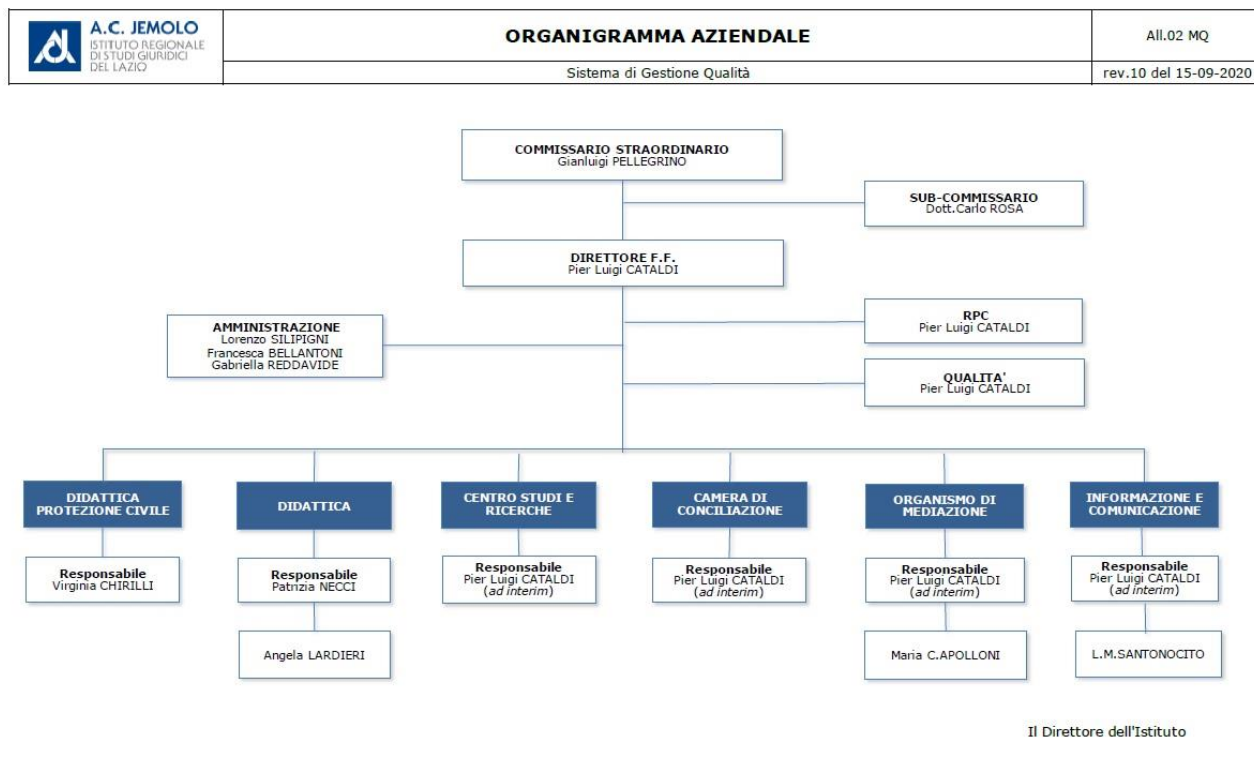 A.C. JEMOLO
ISTITUTO REGIONALE
DI STUDI GIURIDICI
DEL LAZIO
ORGANIGRAMMA AZIENDALE
All.02 MQ
Sistema di Gestione Qualità
rev.10 del 15-09-2020
COMMISSARIO STRAORDINARIO
Gianluigi PELLEGRINO
SUB-COMMISSARIO
Dott.Carlo ROSA
DIRETTORE F.F.
Pier Luigi CATALDI
AMMINISTRAZIONE
Lorenzo SILIPIGNI
Francesca BELLANTONI
Gabriella REDDAVIDE
RPC
Pier Luigi CATALDI
QUALITA'
Pier Luigi CATALDI
DIDATTICA
PROTEZIONE CIVILE
DIDATTICA
CENTRO STUDI E
RICERCHE
CAMERA DI
CONCILIAZIONE
ORGANISMO DI
MEDIAZIONE
INFORMAZIONE E
COMUNICAZIONE
Responsabile
Virginia CHIRILLI
Responsabile
Patrizia NECCI
Responsabile
Pier Luigi CATALDI
(ad interim)
Responsabile
Pier Luigi CATALDI
(ad interim)
Responsabile
Pier Luigi CATALDI
(ad interim)
Responsabile
Pier Luigi CATALDI
(ad interim)
Angela LARDIERI
Maria C.APOLLONI
L.M.SANTONOCITO
Il Direttore dell'Istituto